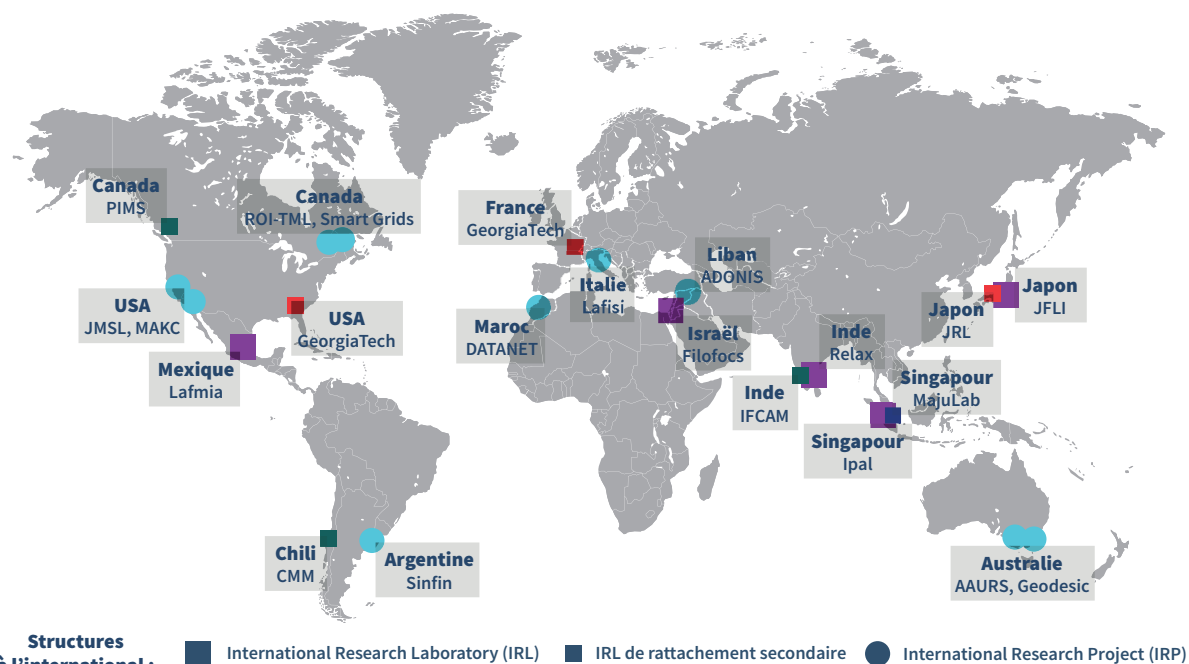 Canada
PIMS
Canada
ROI-TML, Smart Grids
France
GeorgiaTech
Liban
ADONIS
Italie
Lafisi
USA
JMSL, MAKC
USA
GeorgiaTech
Maroc
DATANET
Israël
Filofocs
Inde
Relax
Japon
JRL
Japon
JFLI
Mexique
Lafmia
Inde
IFCAM
Singapour
MajuLab
Singapour
Ipal
Chili
CMM
Argentine
Sinfin
Australie
AAURS, Geodesic
Structures
à l'international :
International Research Laboratory (IRL)
IRL de rattachement secondaire
International Research Project (IRP)